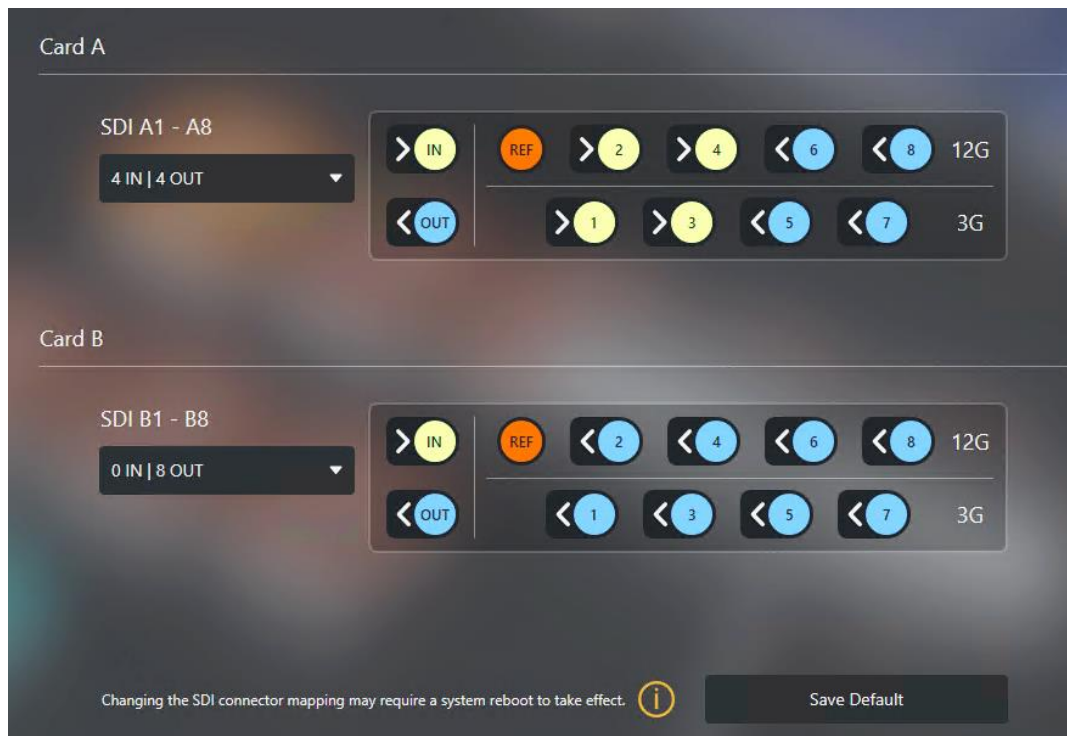 Card A
SDI A1 - A8
4 IN | 4 OUT
IN REF 2 4 6 8 12G
OUT 1 3 5 7 3G
Card B
SDI B1 - B8
0 IN | 8 OUT
IN REF 2 4 6 8 12G
OUT 1 3 5 7 3G
Changing the SDI connector mapping may require a system reboot to take effect. i Save Default